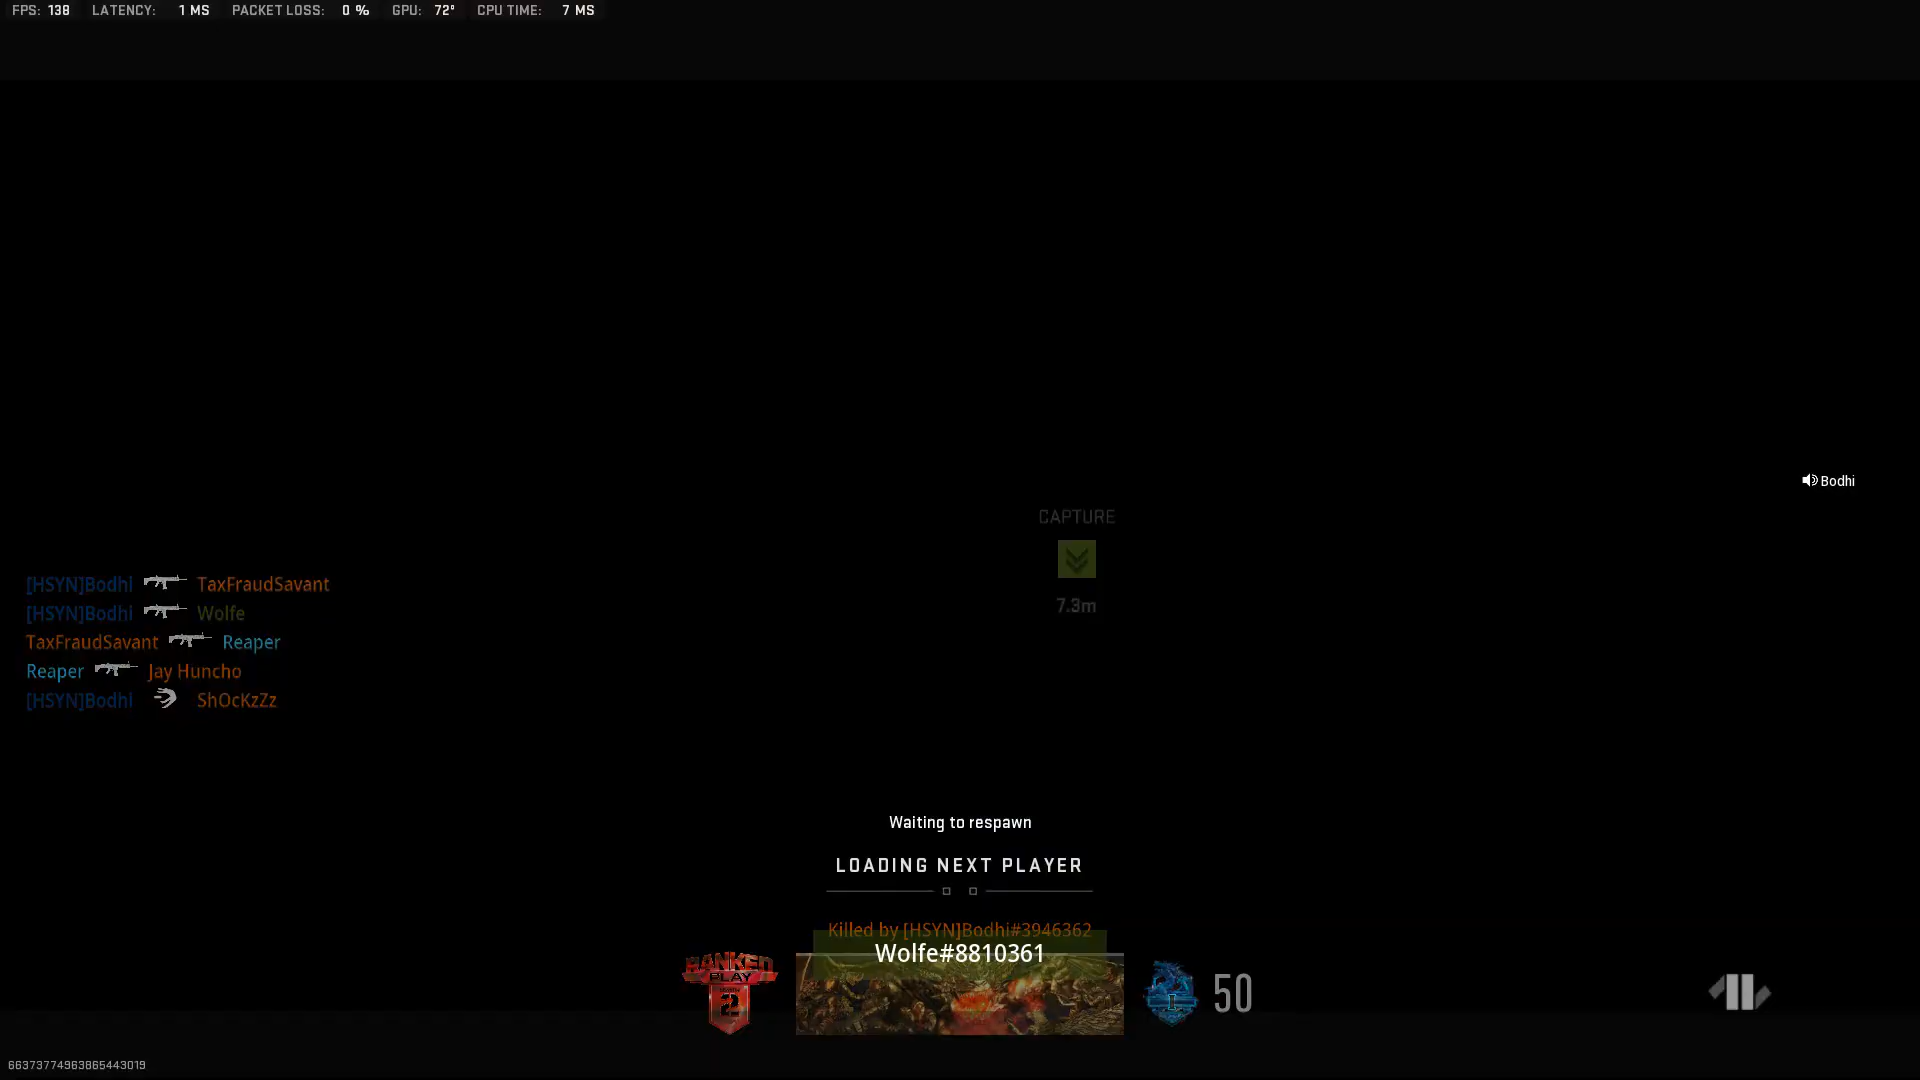 FPS: 138 LATENCY: 1 MS PACKET LOSS: 0 % GPU: 72° CPU TIME: 7 MS
Bodhi
CAPTURE
7.3m
[HSYN]Bodhi TaxFraudSavant
[HSYN]Bodhi Wolfe
TaxFraudSavant Reaper
Reaper Jay Huncho
[HSYN]Bodhi ShOcKzZz
Waiting to respawn
LOADING NEXT PLAYER
Killed by [HSYN]Bodhi#3946362
Wolfe#8810361
RANKED
PLAY
2
I
50
66373774963865443019